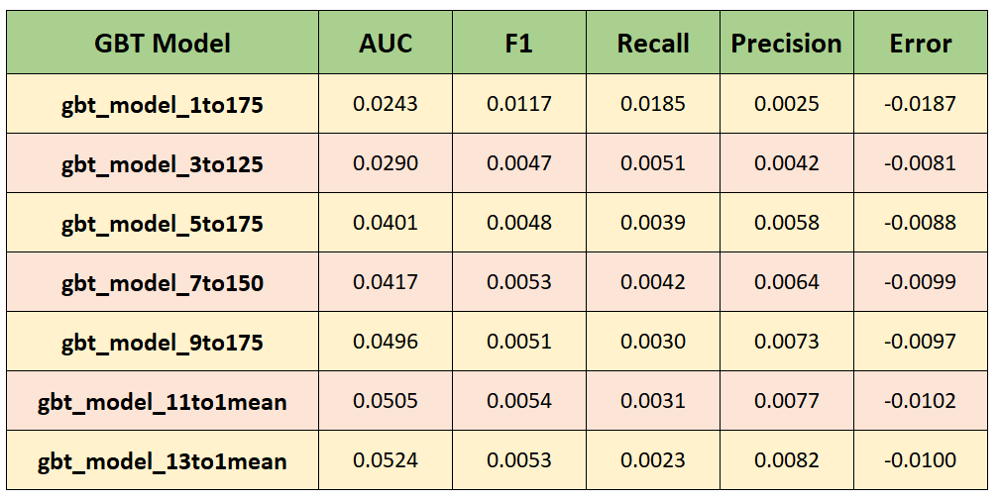 GBT Model AUC F1 Recall Precision Error
gbt_model_1to175 0.0243 0.0117 0.0185 0.0025 -0.0187
gbt_model_3to125 0.0290 0.0047 0.0051 0.0042 -0.0081
gbt_model_5to175 0.0401 0.0048 0.0039 0.0058 -0.0088
gbt_model_7to150 0.0417 0.0053 0.0042 0.0064 -0.0099
gbt_model_9to175 0.0496 0.0051 0.0030 0.0073 -0.0097
gbt_model_11to1mean 0.0505 0.0054 0.0031 0.0077 -0.0102
gbt_model_13to1mean 0.0524 0.0053 0.0023 0.0082 -0.0100